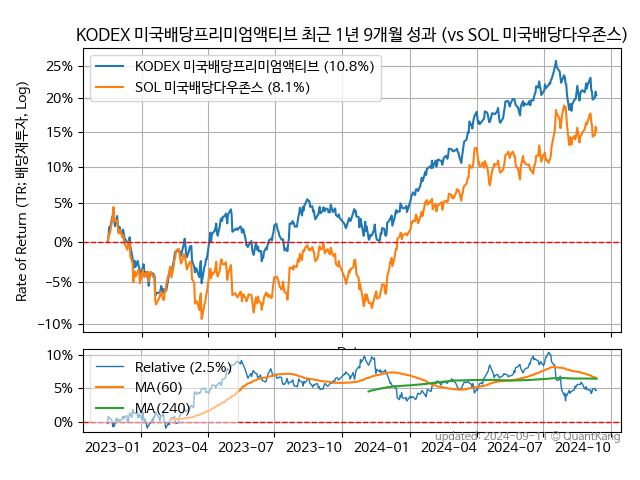 KODEX 미국배당프리미엄액티브 최근 1년 9개월 성과 (vs SOL 미국배당다우존스)
Rate of Return (TR: 배당재투자, Log)
25%
20%
15%
10%
5%
0%
−5%
−10%
KODEX 미국배당프리미엄액티브 (10.8%)
SOL 미국배당다우존스 (8.1%)
10%
5%
0%
Relative (2.5%)
MA(60)
MA(240)
2023−01 2023−04 2023−07 2023−10 2024−01 2024−04 2024−07 2024−10
updated: 2024−09−11 © QuantKang